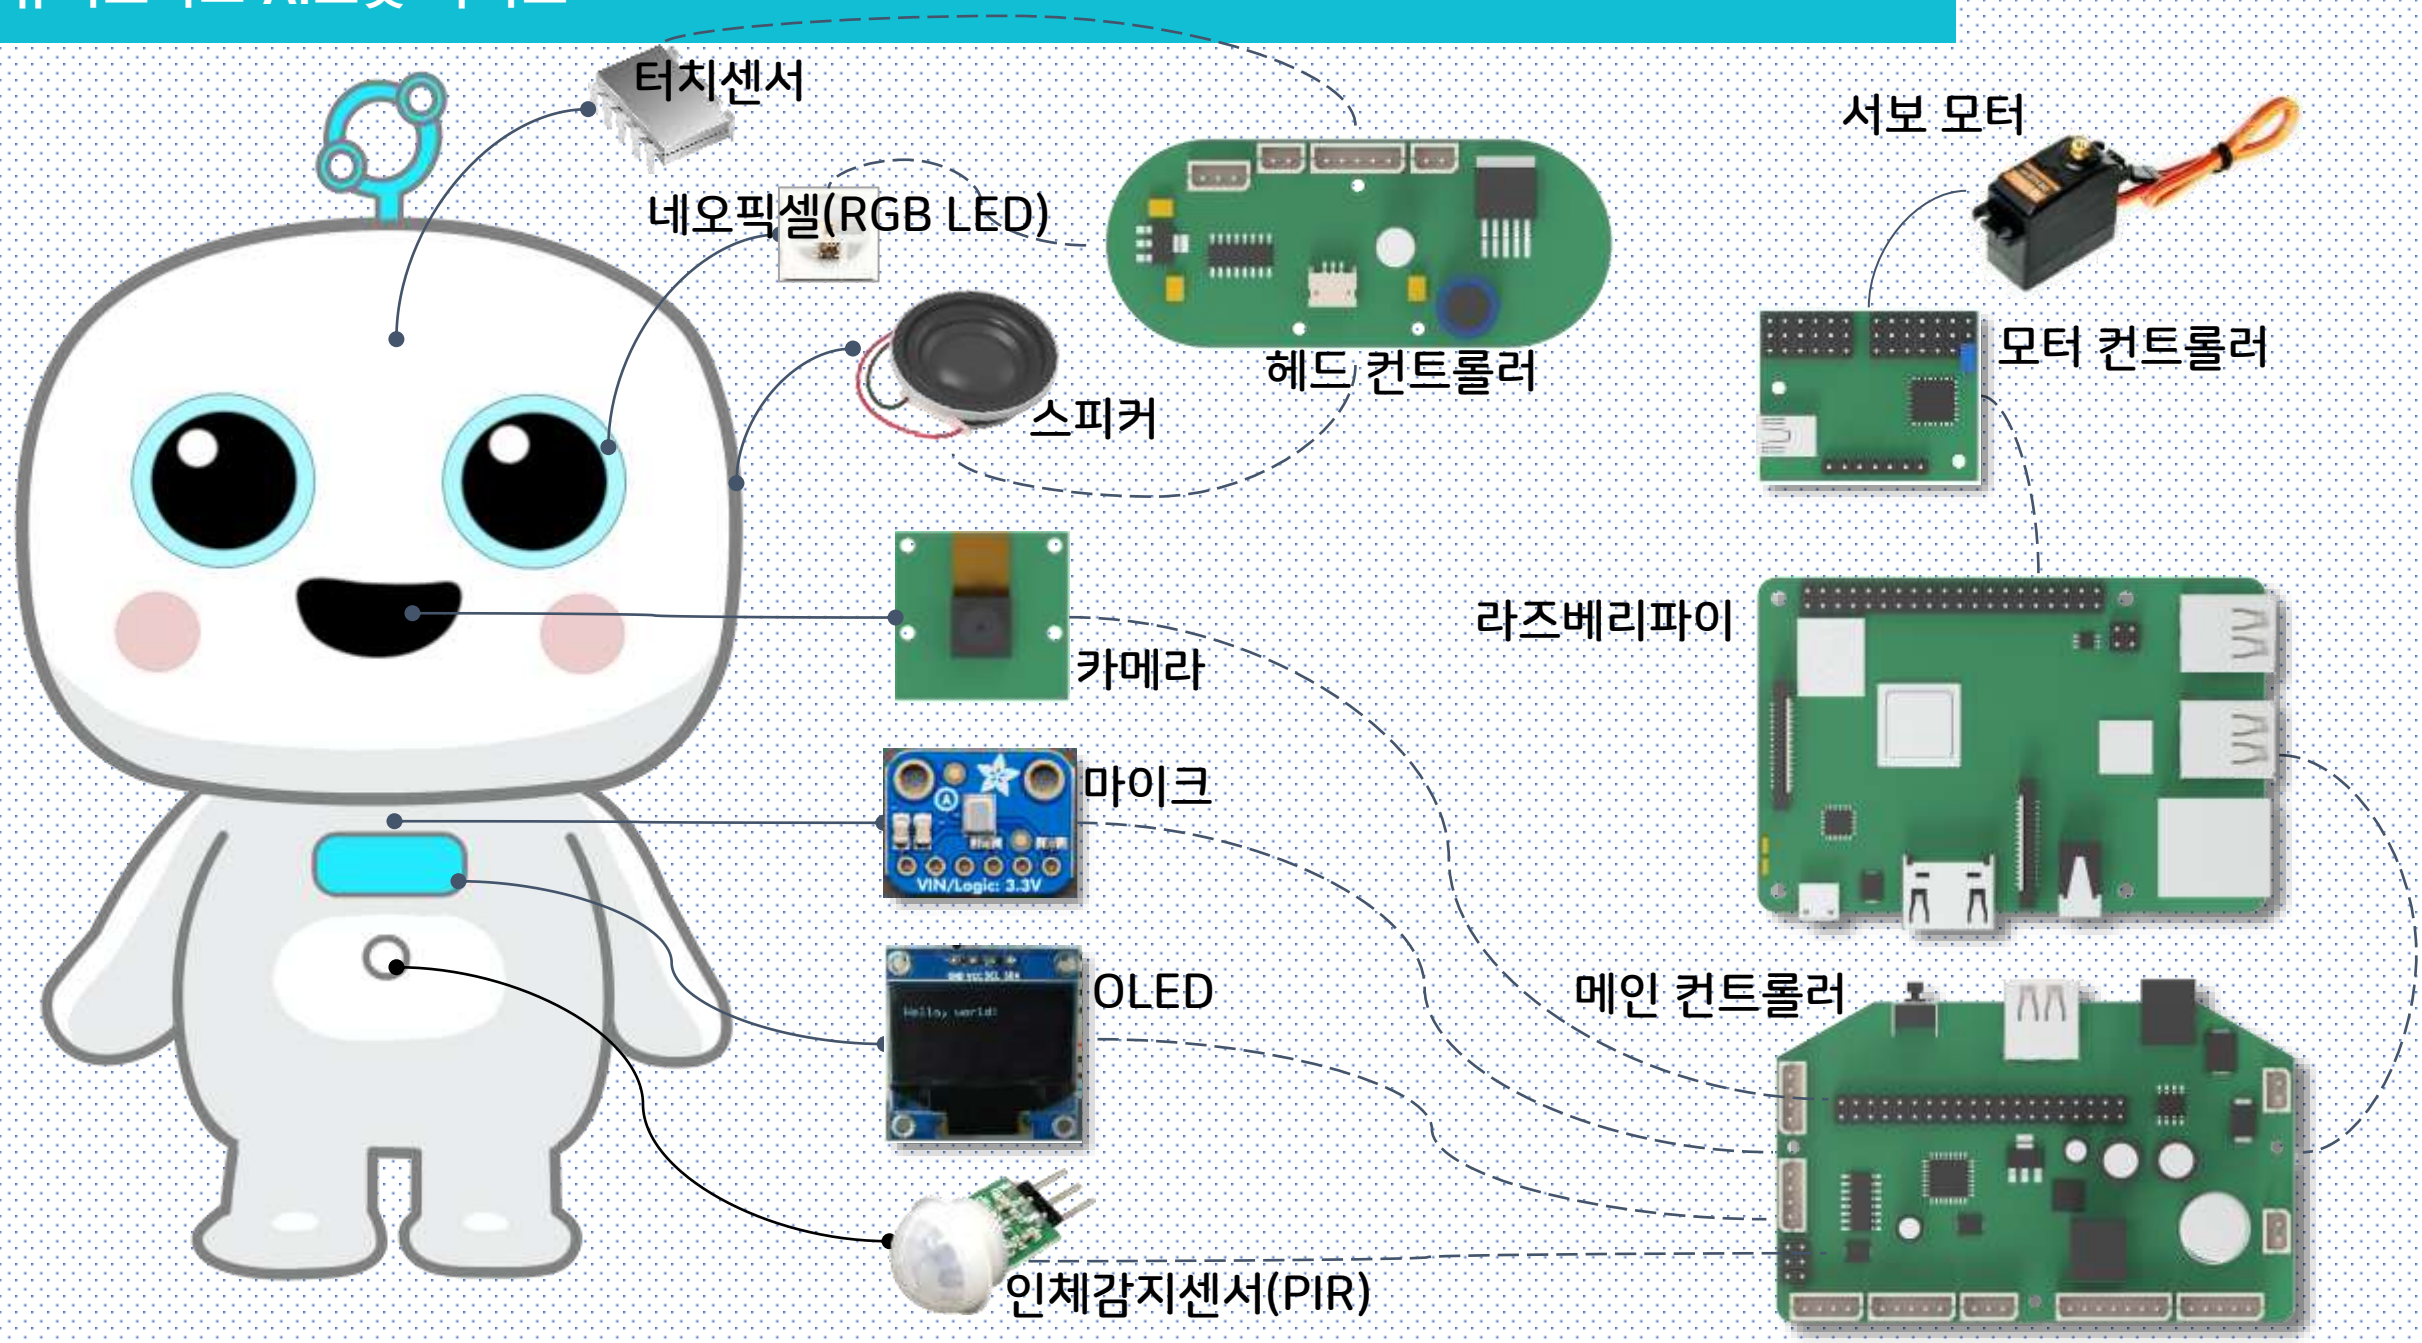 터치센서
네오픽셀(RGB LED)
스피커
헤드 컨트롤러
서보 모터
모터 컨트롤러
카메라
라즈베리파이
마이크
VIN/Logic: 3.3V
OLED
Hello, world!
메인 컨트롤러
인체감지센서(PIR)